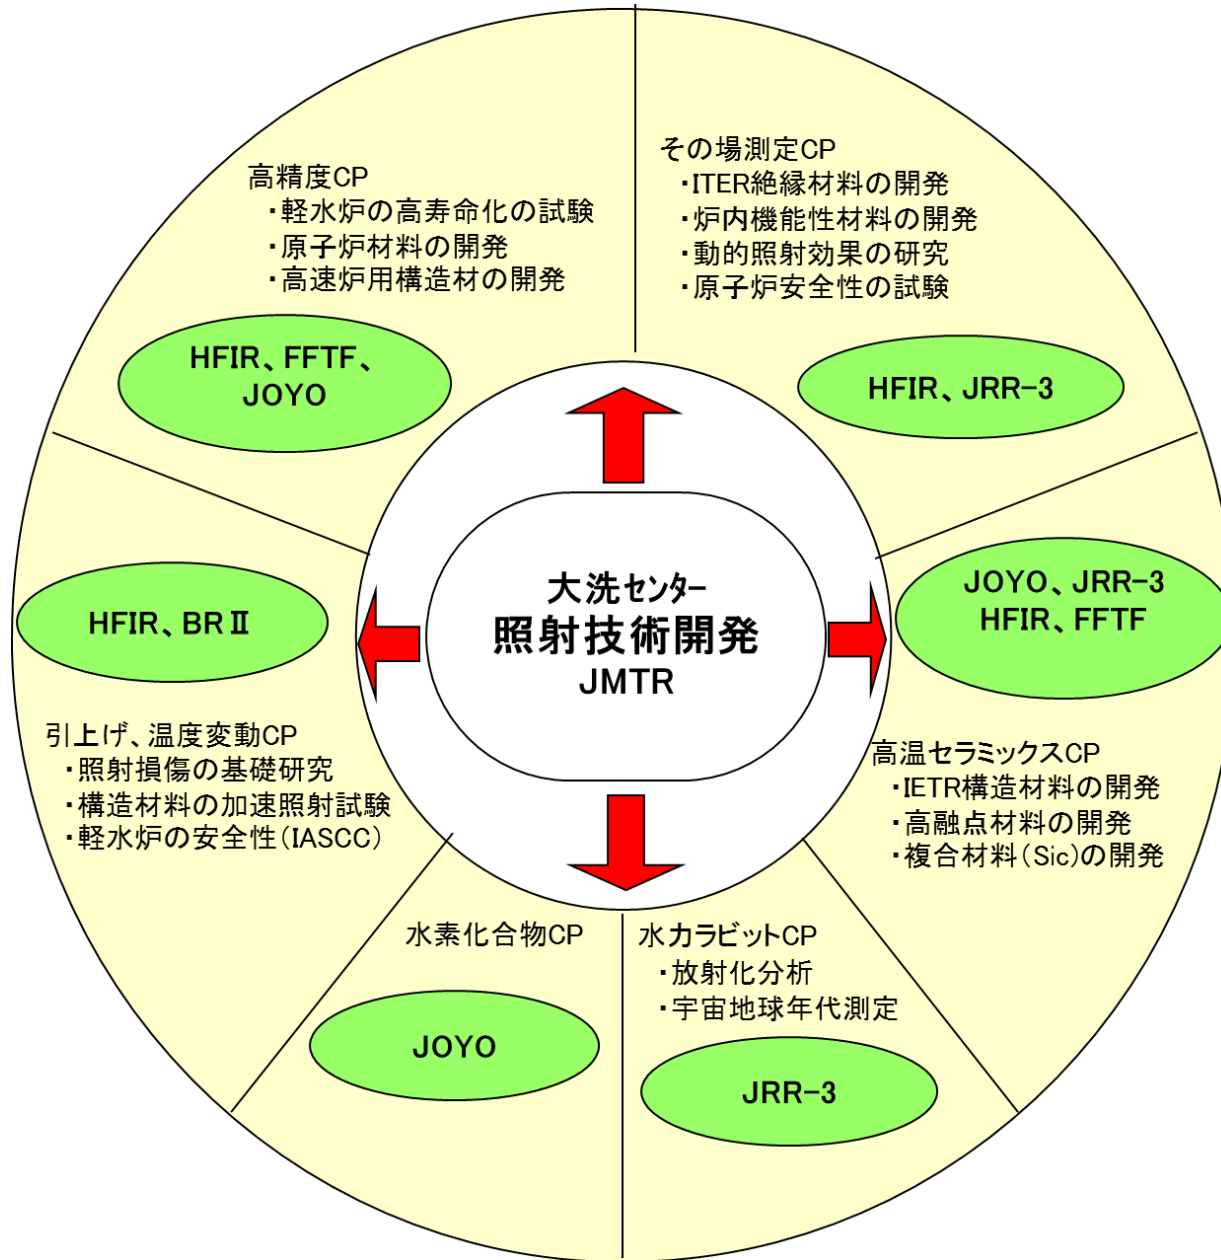 高精度CP
・軽水炉の高寿命化の試験
・原子炉材料の開発
・高速炉用構造材の開発
HFIR、FFTF、
JOYO
その場測定CP
・ITER絶縁材料の開発
・炉内機能性材料の開発
・動的照射効果の研究
・原子炉安全性の試験
HFIR、JRR-3
大洗センター
照射技術開発
JMTR
HFIR、BRⅡ
引上げ、温度変動CP
・照射損傷の基礎研究
・構造材料の加速照射試験
・軽水炉の安全性(IASCC)
JOYO、JRR-3
HFIR、FFTF
高温セラミックスCP
・IETR構造材料の開発
・高融点材料の開発
・複合材料(Sic)の開発
水素化合物CP
JOYO
水力ラビットCP
・放射化分析
・宇宙地球年代測定
JRR-3